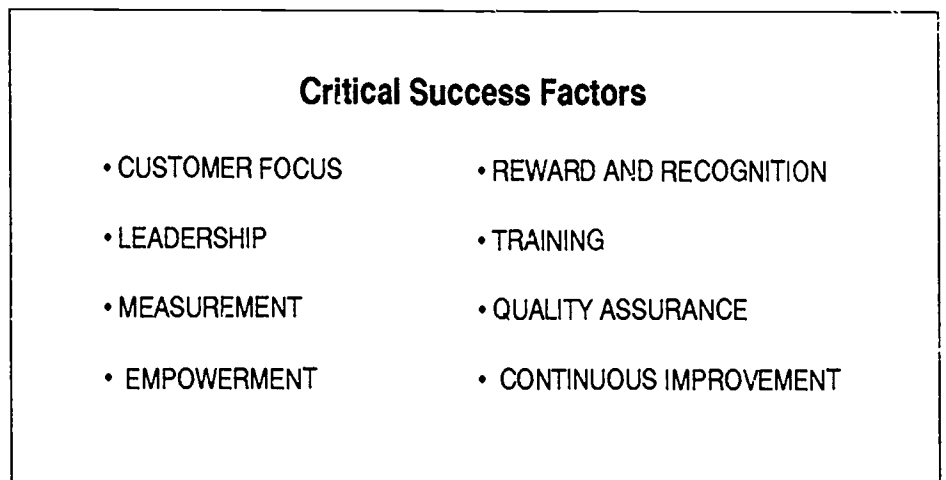 Critical Success Factors
• CUSTOMER FOCUS
• LEADERSHIP
• MEASUREMENT
• EMPOWERMENT
• REWARD AND RECOGNITION
• TRAINING
• QUALITY ASSURANCE
• CONTINUOUS IMPROVEMENT